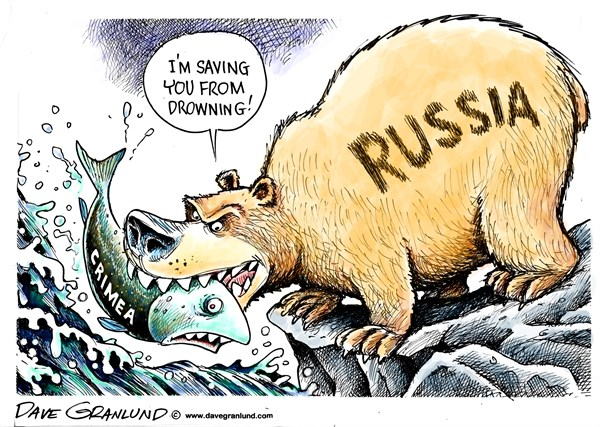 I'M SAVING
YOU FROM
DROWNING!
RUSSIA
CRIMEA
DAVE GRANLUND © www.davegranlund.com